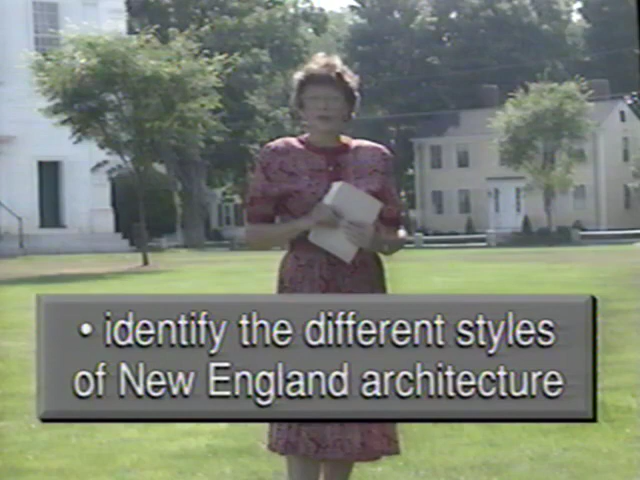 • identify the different styles
of New England architecture